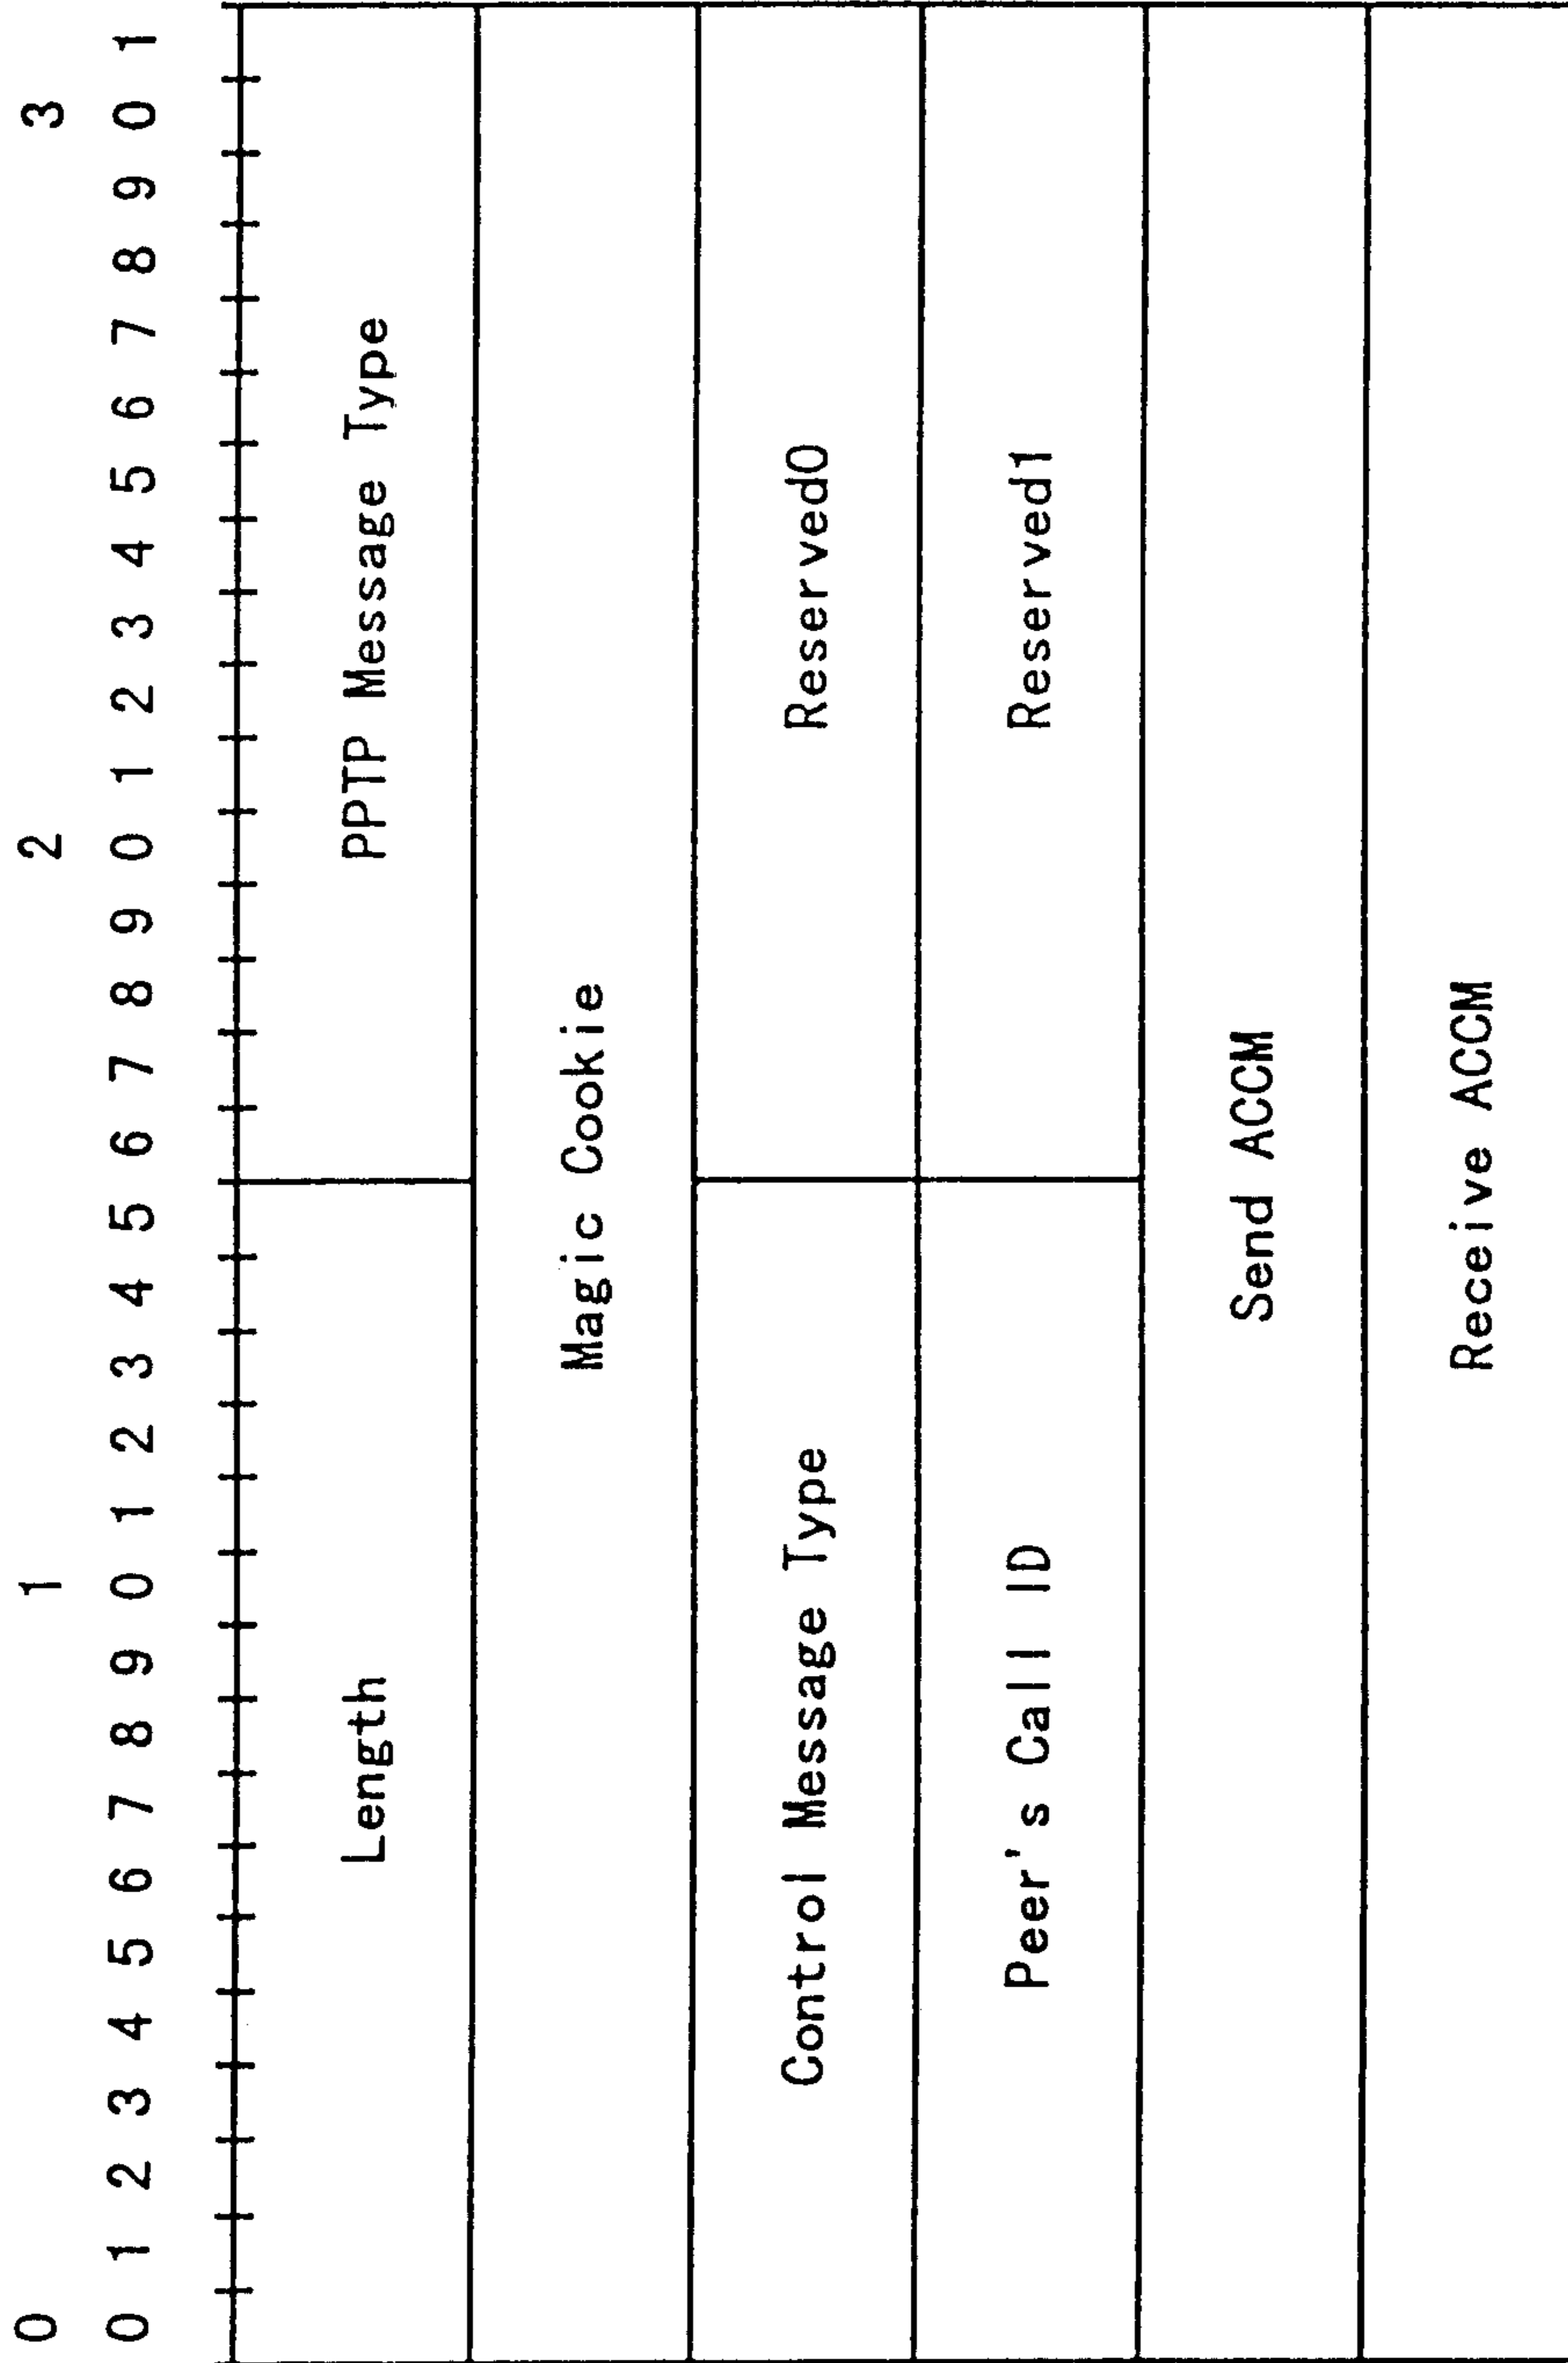 0 1 2 3
0 1 2 3 4 5 6 7 8 9 0 1 2 3 4 5 6 7 8 9 0 1 2 3 4 5 6 7 8 9 0 1
Length PPTP Message Type
Magic Cookie
Control Message Type Reserved0
Peer's Call ID Reserved1
Send ACCM
Receive ACCM